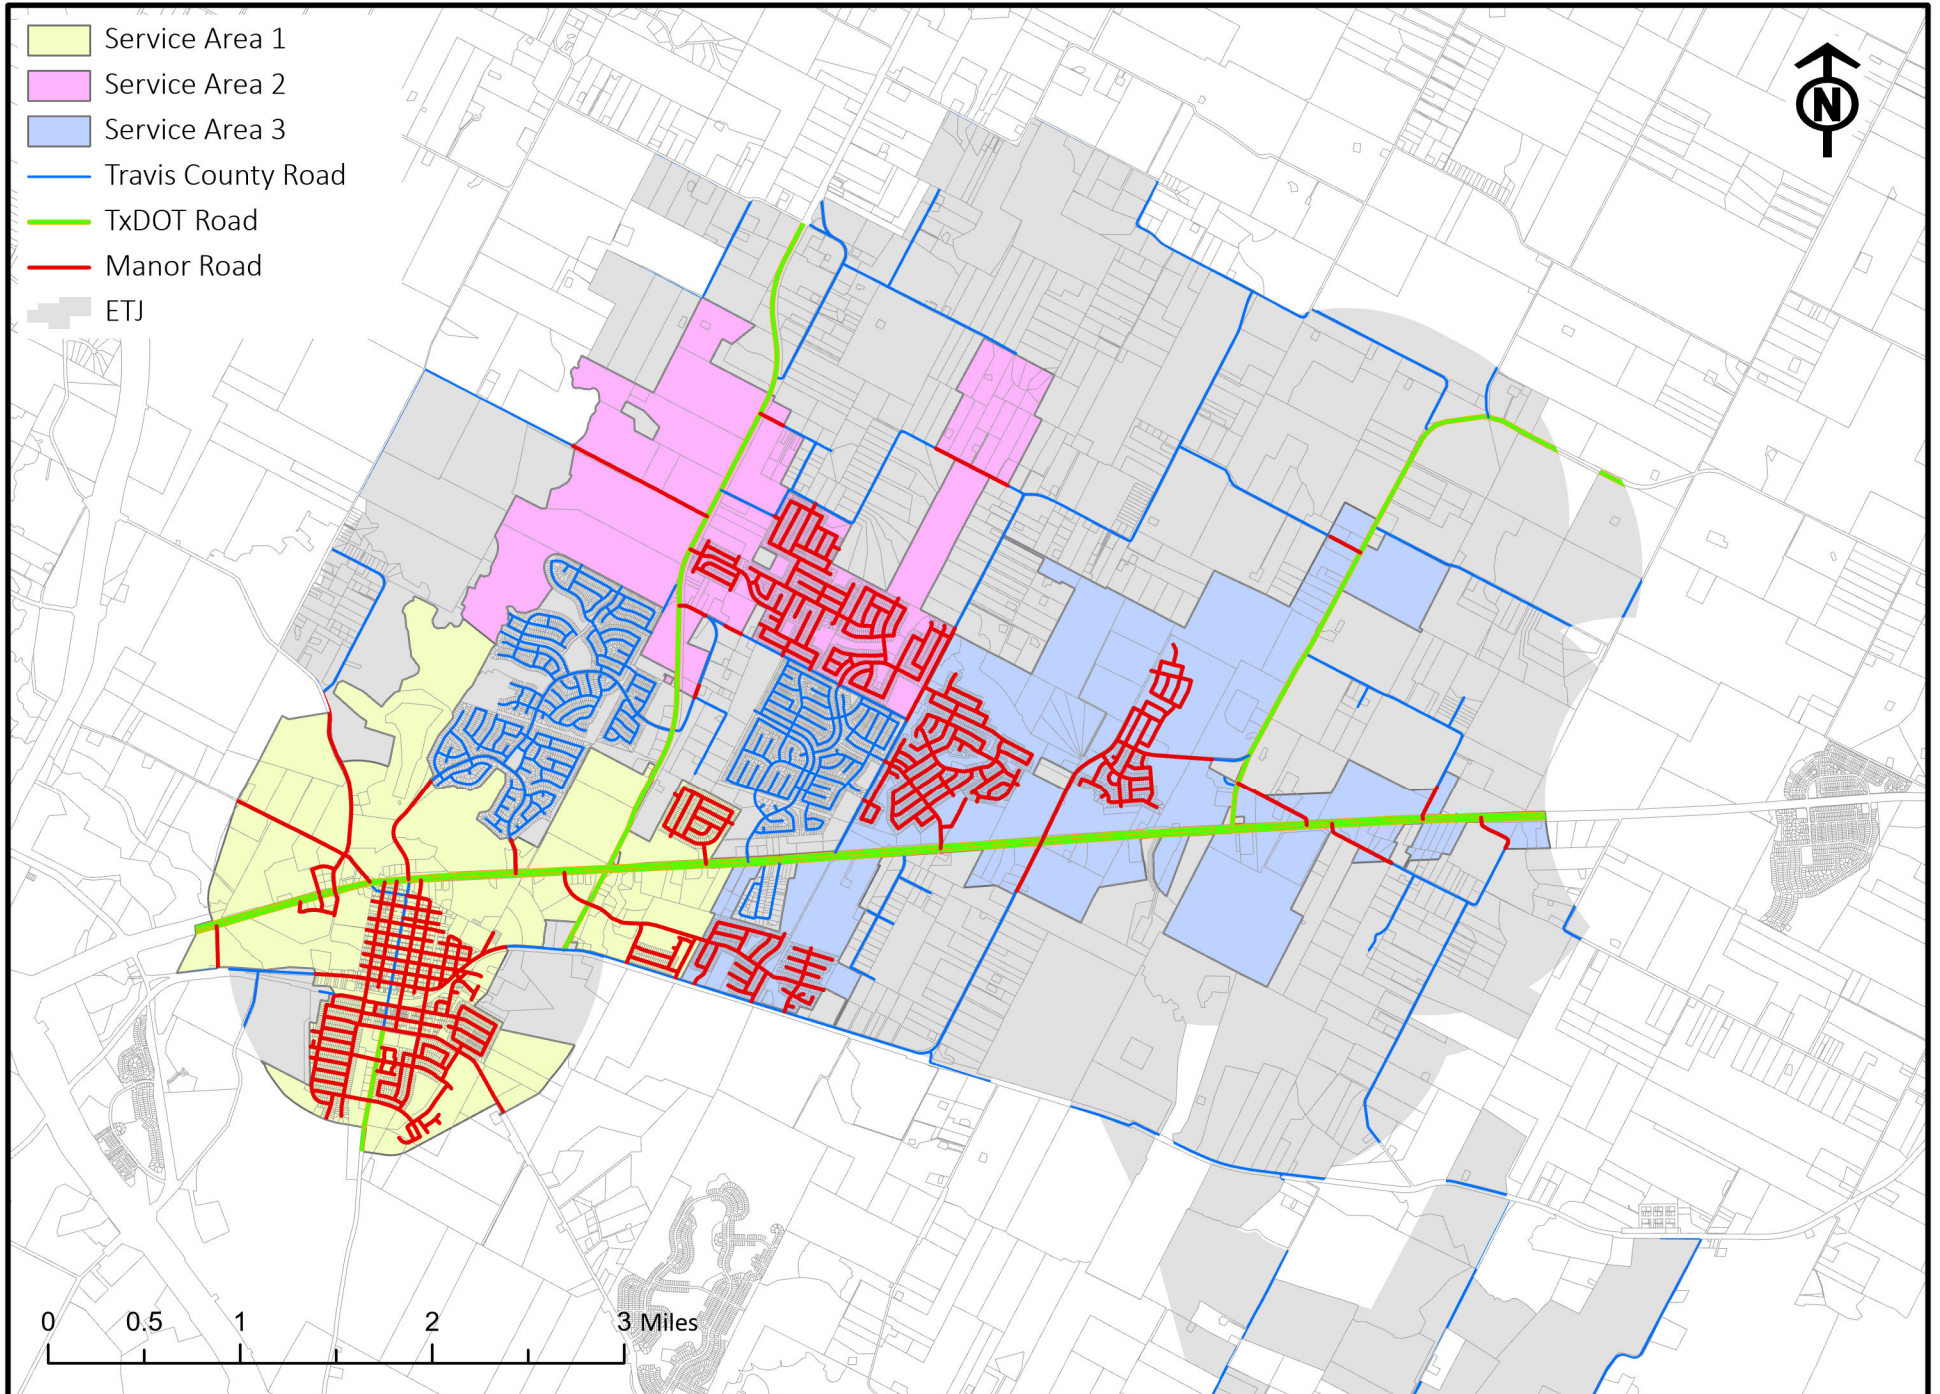 Service Area 1
Service Area 2
Service Area 3
Travis County Road
TxDOT Road
Manor Road
ETJ
N
0 0.5 1 2 3 Miles